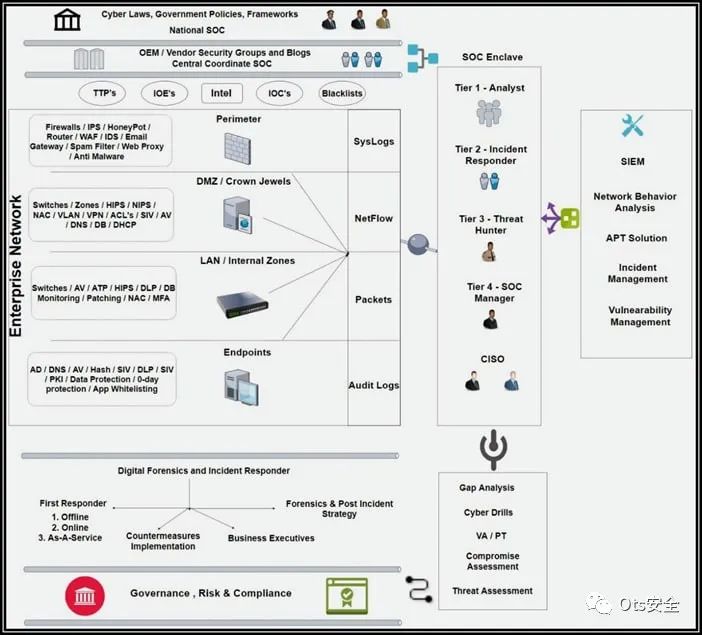 Cyber Laws, Government Policies, Frameworks
National SOC
OEM / Vendor Security Groups and Blogs
Central Coordinate SOC
TTP's
IOE's
Intel
IOC's
Blacklists
Enterprise Network
Firewalls / IPS / HoneyPot /
Router / WAF / IDS / Email
Gateway / Spam Filter / Web Proxy
/ Anti Malware
Perimeter
SysLogs
Switches / Zones / HIPS / NIPS /
NAC / VLAN / VPN / ACL's / SIV / AV
/ DNS / DB / DHCP
DMZ / Crown Jewels
NetFlow
Switches / AV / ATP / HIPS / DLP / DB
Monitoring / Patching / NAC / MFA
LAN / Internal Zones
Packets
AD / DNS / AV / Hash / SIV / DLP / SIV
/ PKI / Data Protection / 0-day
protection / App Whitelisting
Endpoints
Audit Logs
SOC Enclave
Tier 1 - Analyst
Tier 2 - Incident
Responder
Tier 3 - Threat
Hunter
Tier 4 - SOC
Manager
CISO
SIEM
Network Behavior
Analysis
APT Solution
Incident
Management
Vulnearability
Management
Digital Forensics and Incident Responder
First Responder
1. Offline
2. Online
3. As-A-Service
Countermeasures
Implementation
Business Executives
Forensics & Post Incident
Strategy
Gap Analysis
Cyber Drills
VA / PT
Compromise
Assessment
Threat Assessment
Governance , Risk & Compliance
Ots安全